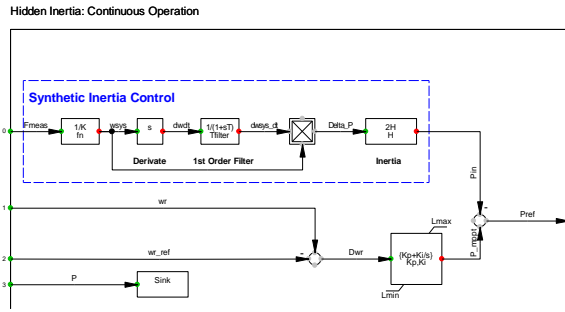 Hidden Inertia: Continuous Operation
Synthetic Inertia Control
0
Fmeas
1/K
fn
wsys
s
dwdt
1/(1+sT)
Tfilter
dwsys_dt
Delta_P
2H
H
Derivate
1st Order Filter
Inertia
Pin
1
wr
-
Pref
Lmax
P_mppt
2
wr_ref
-
Dwr
(Kp+Ki/s)
Kp,Ki
3
P
Sink
Lmin